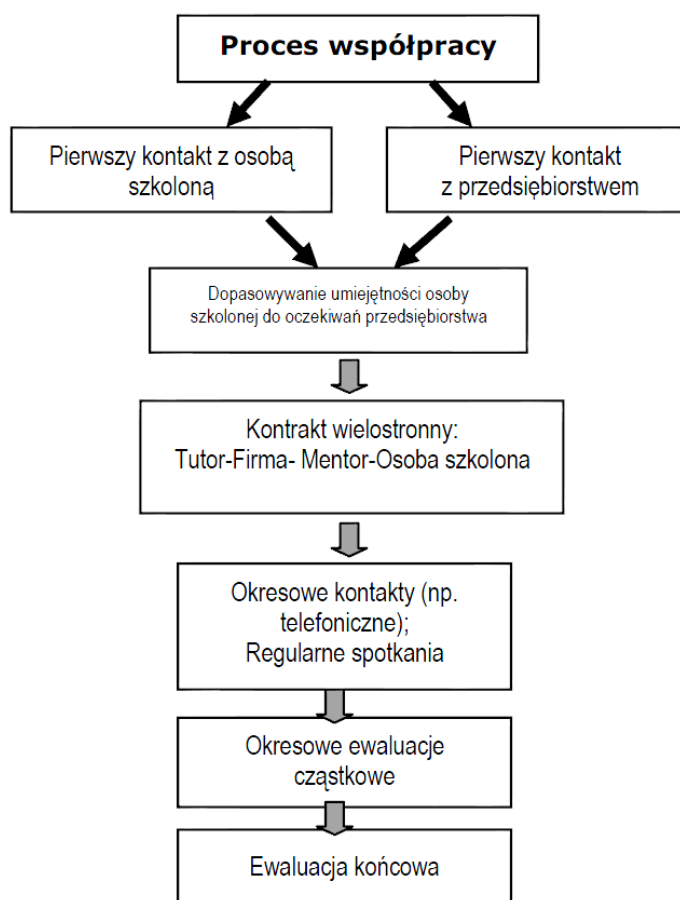 Proces współpracy
Pierwszy kontakt z osobą
szkoloną
Pierwszy kontakt
z przedsiębiorstwem
Dopasowywanie umiejętności osoby
szkolonej do oczekiwań przedsiębiorstwa
Kontrakt wielostronny:
Tutor-Firma- Mentor-Osoba szkolona
Okresowe kontakty (np.
telefoniczne);
Regularne spotkania
Okresowe ewaluacje
cząstkowe
Ewaluacja końcowa